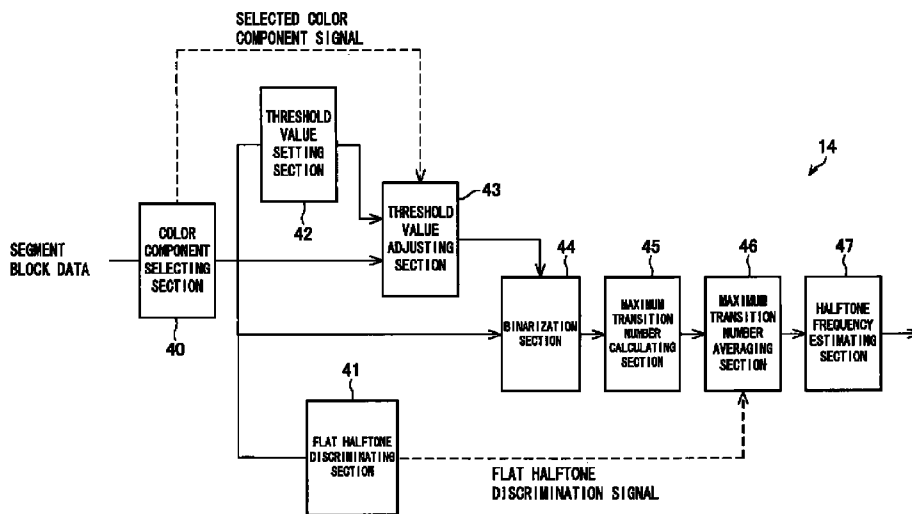 SELECTED COLOR
COMPONENT SIGNAL
THRESHOLD
VALUE
SETTING
SECTION
42
14
43
THRESHOLD
VALUE
ADJUSTING
SECTION
SEGMENT
BLOCK DATA
COLOR
COMPONENT
SELECTING
SECTION
40
44
BINARIZATION
SECTION
45
MAXIMUM
TRANSITION
NUMBER
CALCULATING
SECTION
46
MAXIMUM
TRANSITION
NUMBER
AVERAGING
SECTION
47
HALFTONE
FREQUENCY
ESTIMATING
SECTION
41
FLAT HALFTONE
DISCRIMINATING
SECTION
FLAT HALFTONE
DISCRIMINATION SIGNAL